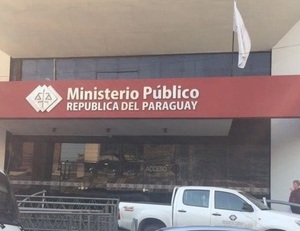 Ministerio Público
REPUBLICA DEL PARAGUAY